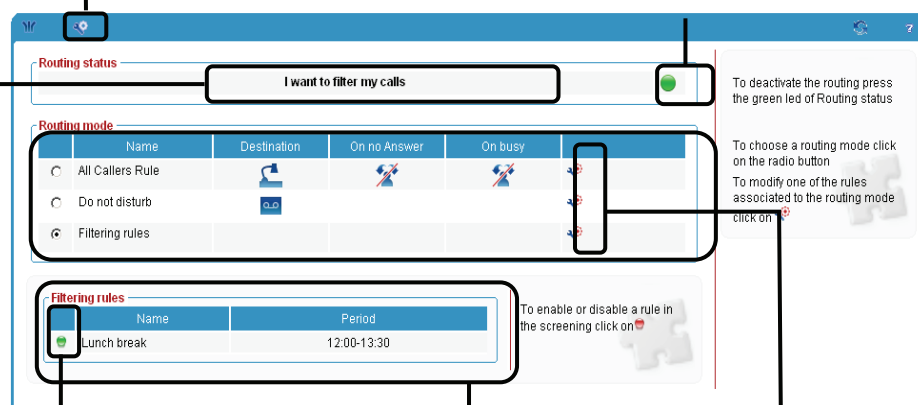 ?
Routing status
I want to filter my calls
To deactivate the routing press
the green led of Routing status
Routing mode
Name Destination On no Answer On busy
All Callers Rule
Do not disturb
Filtering rules
To choose a routing mode click
on the radio button
To modify one of the rules
associated to the routing mode
click on
Filtering rules
Name Period
Lunch break 12:00-13:30
To enable or disable a rule in
the screening click on